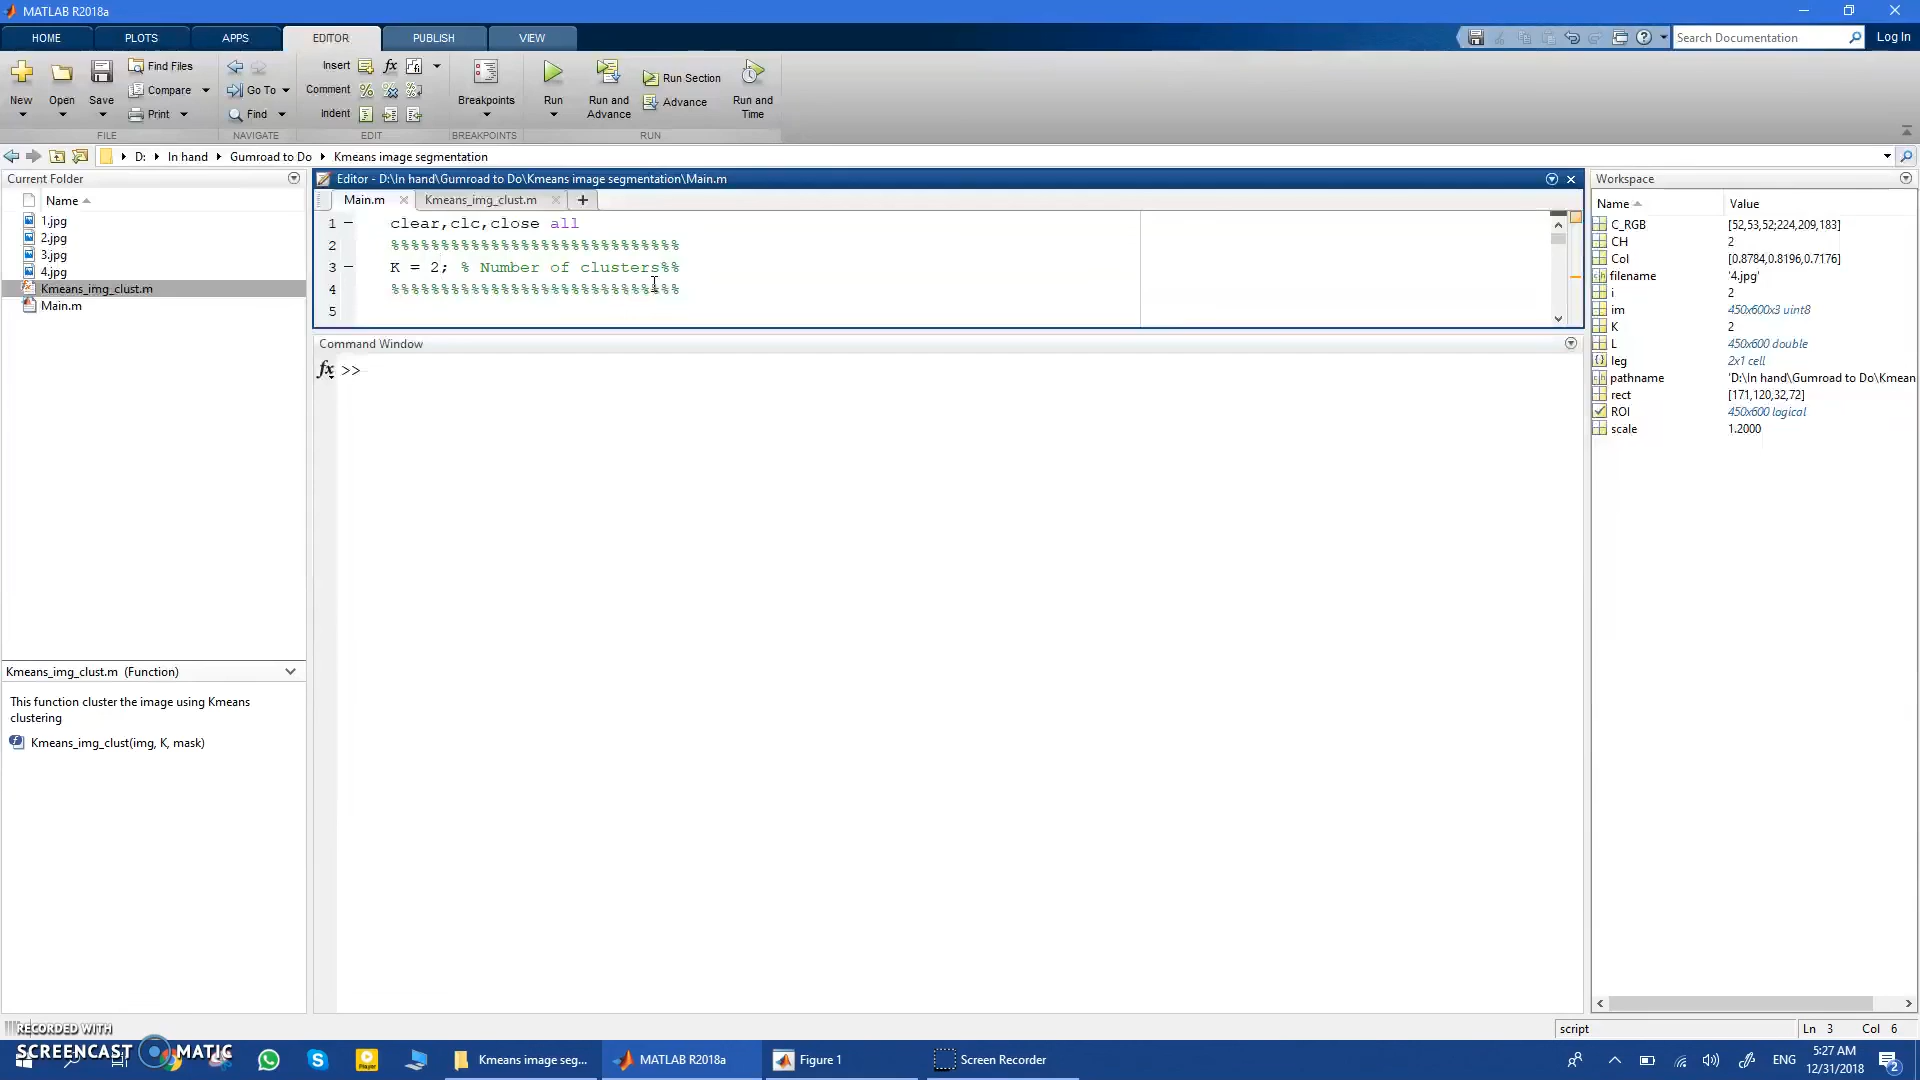 MATLAB R2018a
HOME PLOTS APPS EDITOR PUBLISH VIEW Search Documentation Log In
New Open Save Find Files Compare Print Go To Find Insert Comment Indent Breakpoints Run Run and Advance Run Section Advance Run and Time
FILE NAVIGATE EDIT BREAKPOINTS RUN
D: In hand Gumroad to Do Kmeans image segmentation
Current Folder
Name
1.jpg
2.jpg
3.jpg
4.jpg
Kmeans_img_clust.m
Main.m
Kmeans_img_clust.m (Function)
This function cluster the image using Kmeans
clustering
Kmeans_img_clust(img, K, mask)
Editor - D:\In hand\Gumroad to Do\Kmeans image segmentation\Main.m
Main.m Kmeans_img_clust.m
1 clear,clc,close all
2 %%%%%%%%%%%%%%%%%%%%%%%%%%%%%
3 K = 2; % Number of clusters%%
4 %%%%%%%%%%%%%%%%%%%%%%%%%%%%%
5
Command Window
fx >>
Workspace
Name Value
C_RGB [52,53,52;224,209,183]
CH 2
Col [0.8784,0.8196,0.7176]
filename '4.jpg'
i 2
im 450x600x3 uint8
K 2
L 450x600 double
leg 2x1 cell
pathname 'D:\In hand\Gumroad to Do\Kmean
rect [171,120,32,72]
ROI 450x600 logical
scale 1.2000
script Ln 3 Col 6
RECORDED WITH
SCREENCAST MATIC
Kmeans image seg... MATLAB R2018a Figure 1 Screen Recorder
ENG 5:27 AM
12/31/2018
2